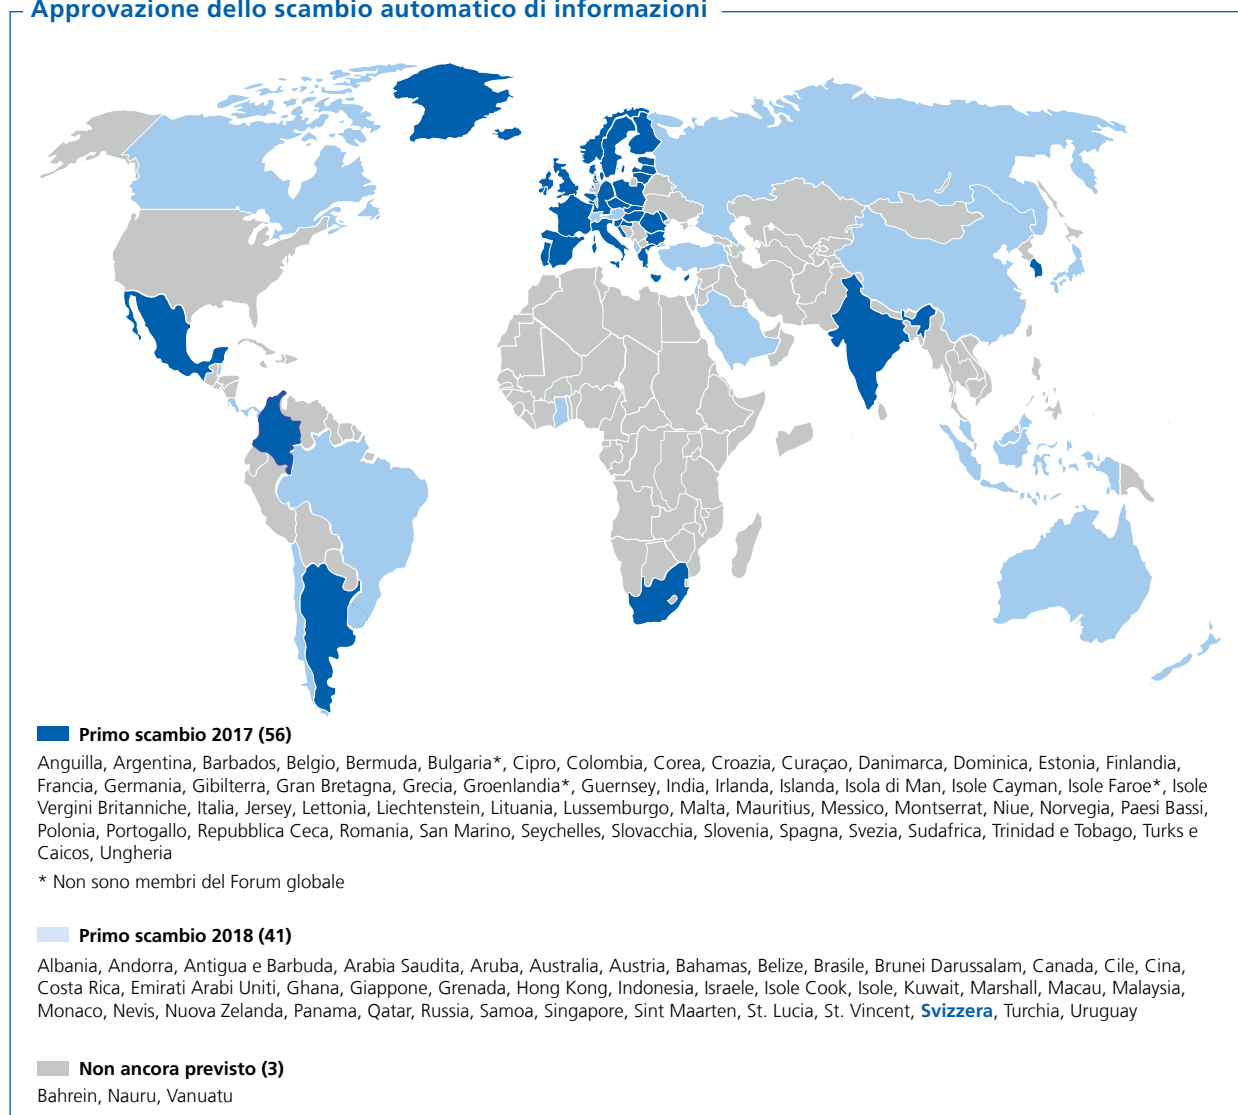 Approvazione dello scambio automatico di informazioni
Primo scambio 2017 (56)
Anguilla, Argentina, Barbados, Belgio, Bermuda, Bulgaria*, Cipro, Colombia, Corea, Croazia, Curaçao, Danimarca, Dominica, Estonia, Finlandia,
Francia, Germania, Gibilterra, Gran Bretagna, Grecia, Groenlandia*, Guernsey, India, Irlanda, Islanda, Isola di Man, Isole Cayman, Isole Faroe*, Isole
Vergini Britanniche, Italia, Jersey, Lettonia, Liechtenstein, Lituania, Lussemburgo, Malta, Mauritius, Messico, Montserrat, Niue, Norvegia, Paesi Bassi,
Polonia, Portogallo, Repubblica Ceca, Romania, San Marino, Seychelles, Slovacchia, Slovenia, Spagna, Svezia, Sudafrica, Trinidad e Tobago, Turks e
Caicos, Ungheria
* Non sono membri del Forum globale
Primo scambio 2018 (41)
Albania, Andorra, Antigua e Barbuda, Arabia Saudita, Aruba, Australia, Austria, Bahamas, Belize, Brasile, Brunei Darussalam, Canada, Cile, Cina,
Costa Rica, Emirati Arabi Uniti, Ghana, Giappone, Grenada, Hong Kong, Indonesia, Israele, Isole Cook, Isole, Kuwait, Marshall, Macau, Malaysia,
Monaco, Nevis, Nuova Zelanda, Panama, Qatar, Russia, Samoa, Singapore, Sint Maarten, St. Lucia, St. Vincent, Svizzera, Turchia, Uruguay
Non ancora previsto (3)
Bahrein, Nauru, Vanuatu